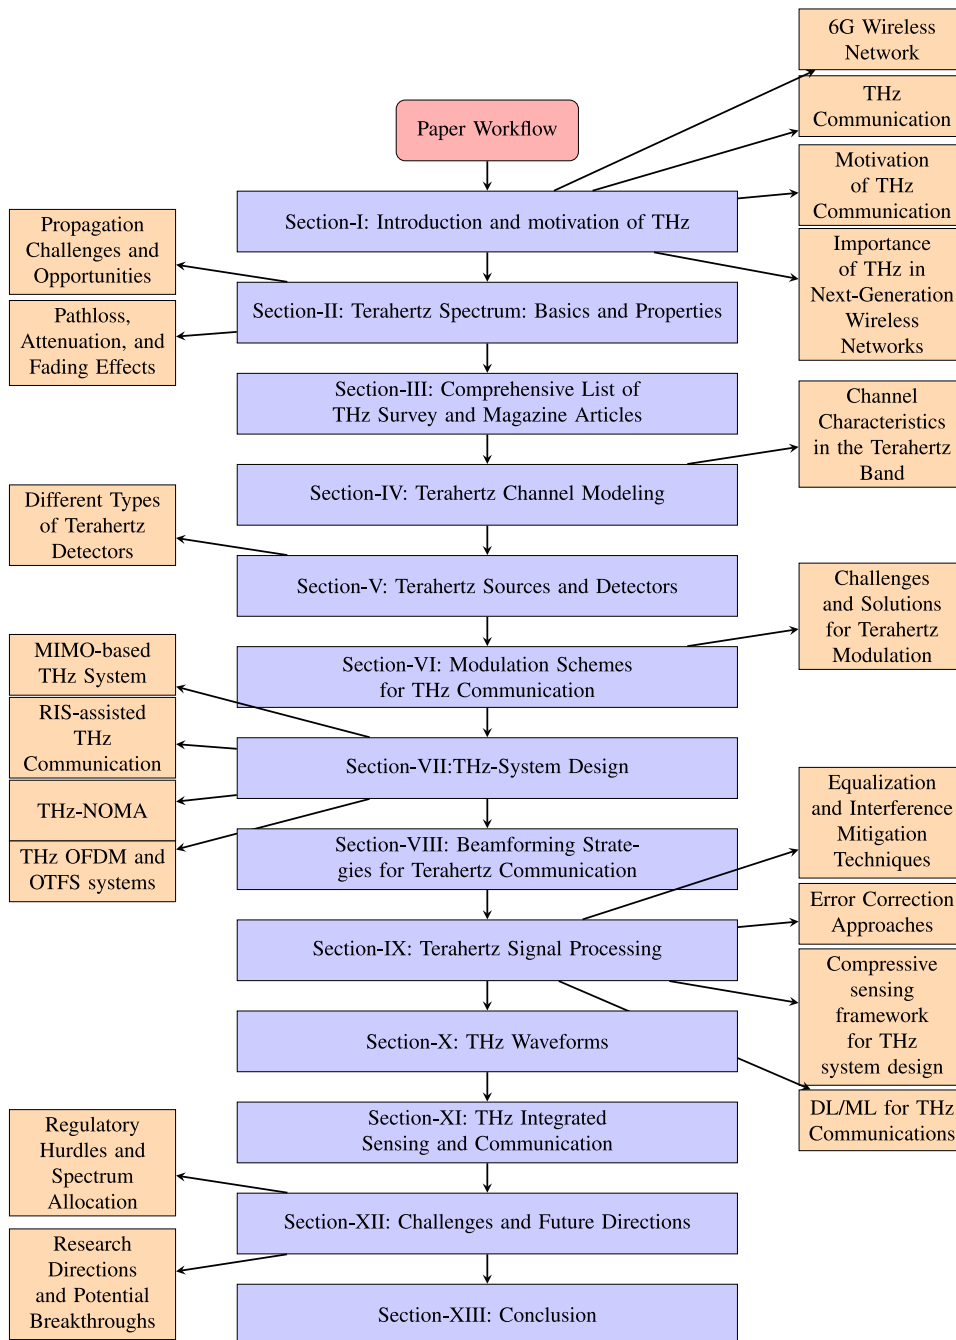 6G Wireless
Network
THz
Communication
Paper Workflow
Motivation
of THz
Communication
Section-I: Introduction and motivation of THz
Propagation
Challenges and
Opportunities
Importance
of THz in
Next-Generation
Wireless
Networks
Section-II: Terahertz Spectrum: Basics and Properties
Pathloss,
Attenuation, and
Fading Effects
Section-III: Comprehensive List of
THz Survey and Magazine Articles
Channel
Characteristics
in the Terahertz
Band
Section-IV: Terahertz Channel Modeling
Different Types
of Terahertz
Detectors
Section-V: Terahertz Sources and Detectors
Challenges
and Solutions
for Terahertz
Modulation
MIMO-based
THz System
Section-VI: Modulation Schemes
for THz Communication
RIS-assisted
THz
Communication
Section-VII:THz-System Design
THz-NOMA
Equalization
and Interference
Mitigation
Techniques
THz OFDM and
OTFS systems
Section-VIII: Beamforming Strate-
gies for Terahertz Communication
Error Correction
Approaches
Section-IX: Terahertz Signal Processing
Compressive
sensing
framework
for THz
system design
Section-X: THz Waveforms
DL/ML for THz
Communications
Section-XI: THz Integrated
Sensing and Communication
Regulatory
Hurdles and
Spectrum
Allocation
Section-XII: Challenges and Future Directions
Research
Directions
and Potential
Breakthroughs
Section-XIII: Conclusion